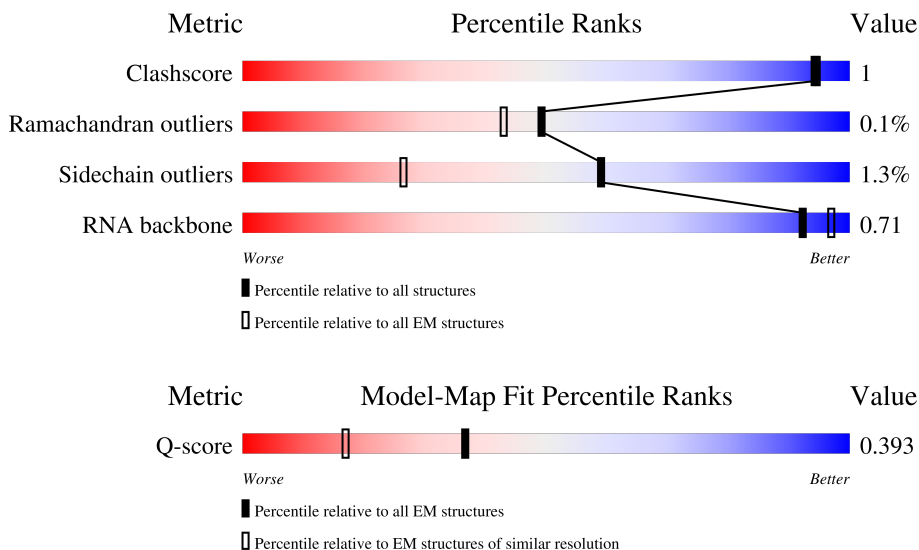 Metric Percentile Ranks Value
Clashscore 1
Ramachandran outliers 0.1%
Sidechain outliers 1.3%
RNA backbone 0.71
Worse Better
Percentile relative to all structures
Percentile relative to all EM structures
Metric Model-Map Fit Percentile Ranks Value
Q-score 0.393
Worse Better
Percentile relative to all EM structures
Percentile relative to EM structures of similar resolution